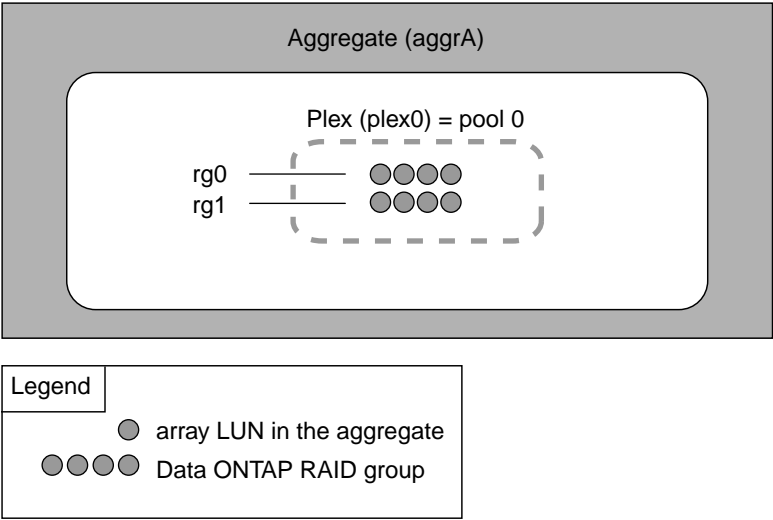 Aggregate (aggrA)
Plex (plex0) = pool 0
rg0
rg1
Legend
array LUN in the aggregate
Data ONTAP RAID group